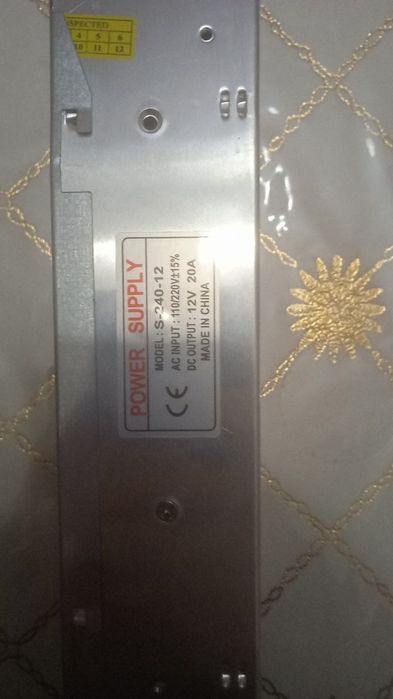 SPECTED
4 5 6
10 11 12
POWER SUPPLY
MODEL : S-240-12
AC INPUT : 110/220V±15%
DC OUTPUT : 12V 20A
MADE IN CHINA
CE